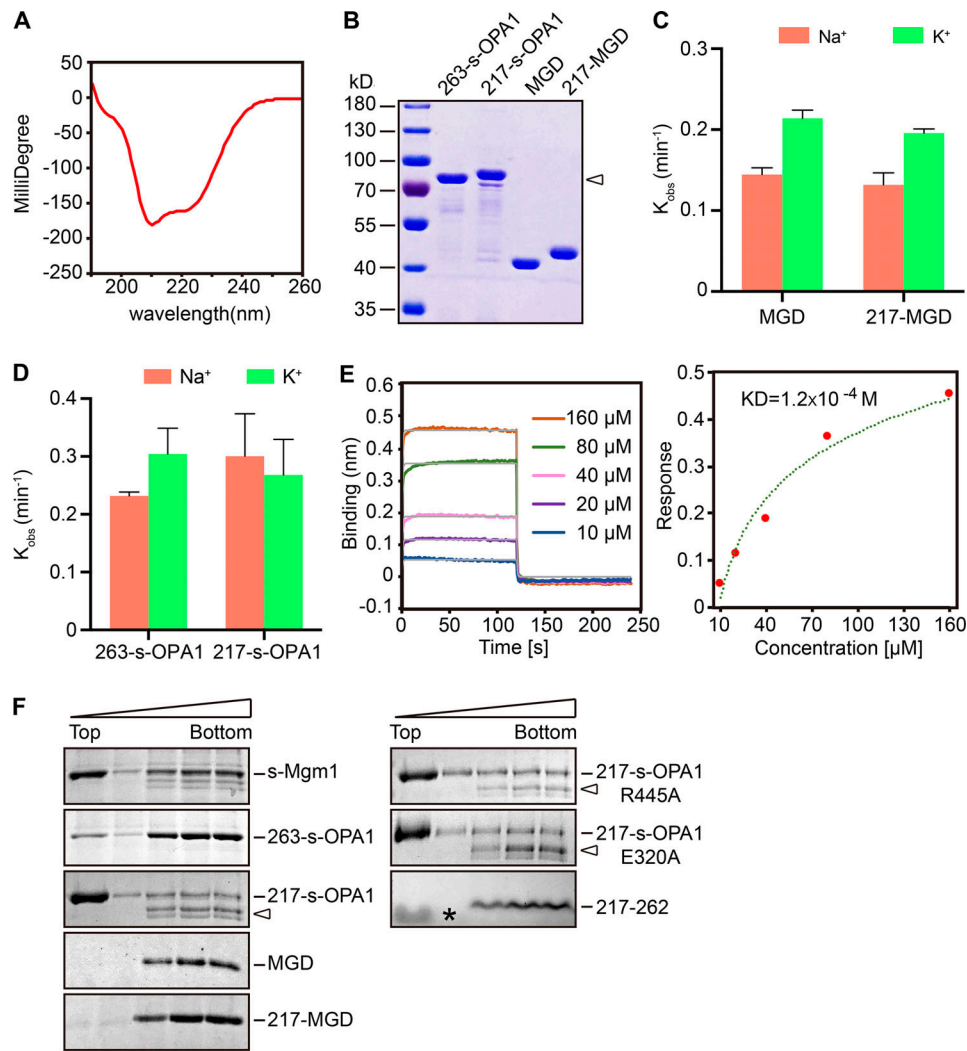 A
MilliDegree
0
-50
-100
-150
-200
-250
200
220
240
260
wavelength(nm)
B
kD
263-s-OPA1
217-s-OPA1
MGD
217-MGD
180
130
100
70
55
40
35
C
Na⁺
K⁺
K_obs (min⁻¹)
0.3
0.2
0.1
0
MGD
217-MGD
D
Na⁺
K⁺
K_obs (min⁻¹)
0.4
0.3
0.2
0.1
0
263-s-OPA1
217-s-OPA1
E
Binding (nm)
0.6
0.5
0.4
0.3
0.2
0.1
0
-0.1
160 µM
80 µM
40 µM
20 µM
10 µM
0
50
100
150
200
250
Time [s]
Response
0.5
0.4
0.3
0.2
0.1
0
KD=1.2x10⁻⁴ M
10
40
70
100
130
160
Concentration [µM]
F
Top
Bottom
s-Mgm1
263-s-OPA1
217-s-OPA1
MGD
217-MGD
Top
Bottom
217-s-OPA1
R445A
217-s-OPA1
E320A
*
217-262